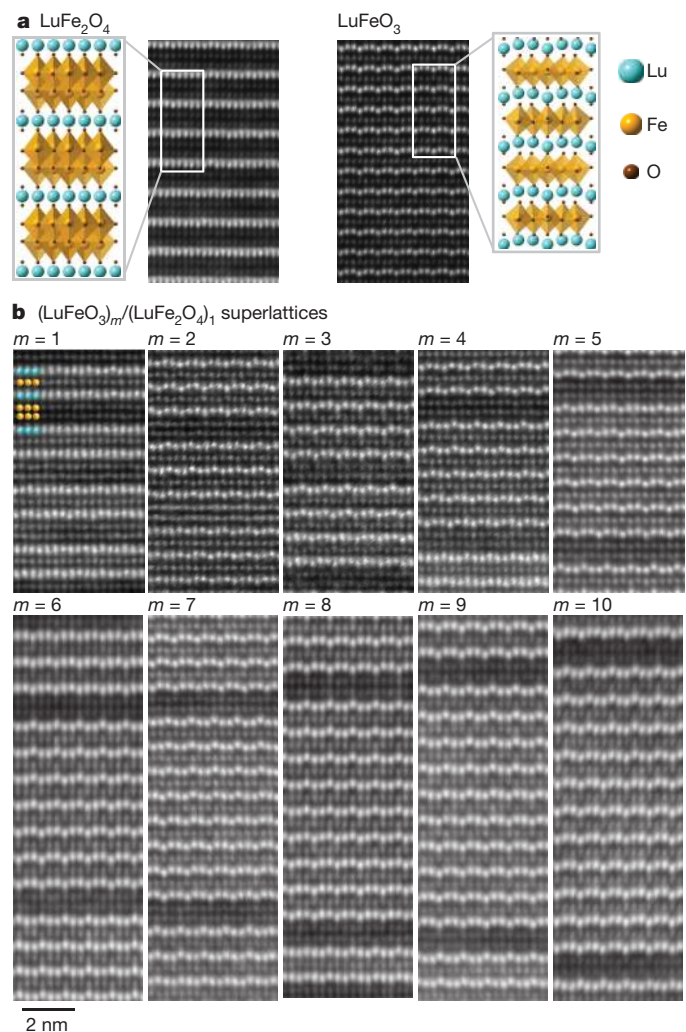 a LuFe₂O₄
LuFeO₃
Lu
Fe
O
b (LuFeO₃)ₘ/(LuFe₂O₄)₁ superlattices
m = 1
m = 2
m = 3
m = 4
m = 5
m = 6
m = 7
m = 8
m = 9
m = 10
2 nm